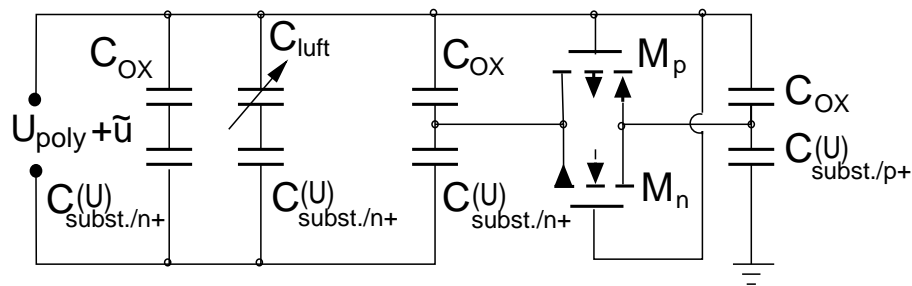 C_OX
C_luft
C_OX
M_p
C_OX
U_poly +ũ
C^(U)_subst./n+
C^(U)_subst./n+
C^(U)_subst./n+
M_n
C^(U)_subst./p+